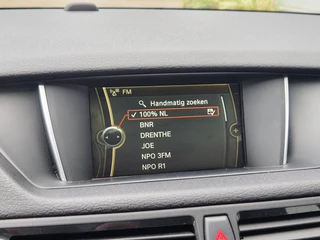 FM
Handmatig zoeken
✓ 100% NL
BNR
DRENTHE
JOE
NPO 3FM
NPO R1